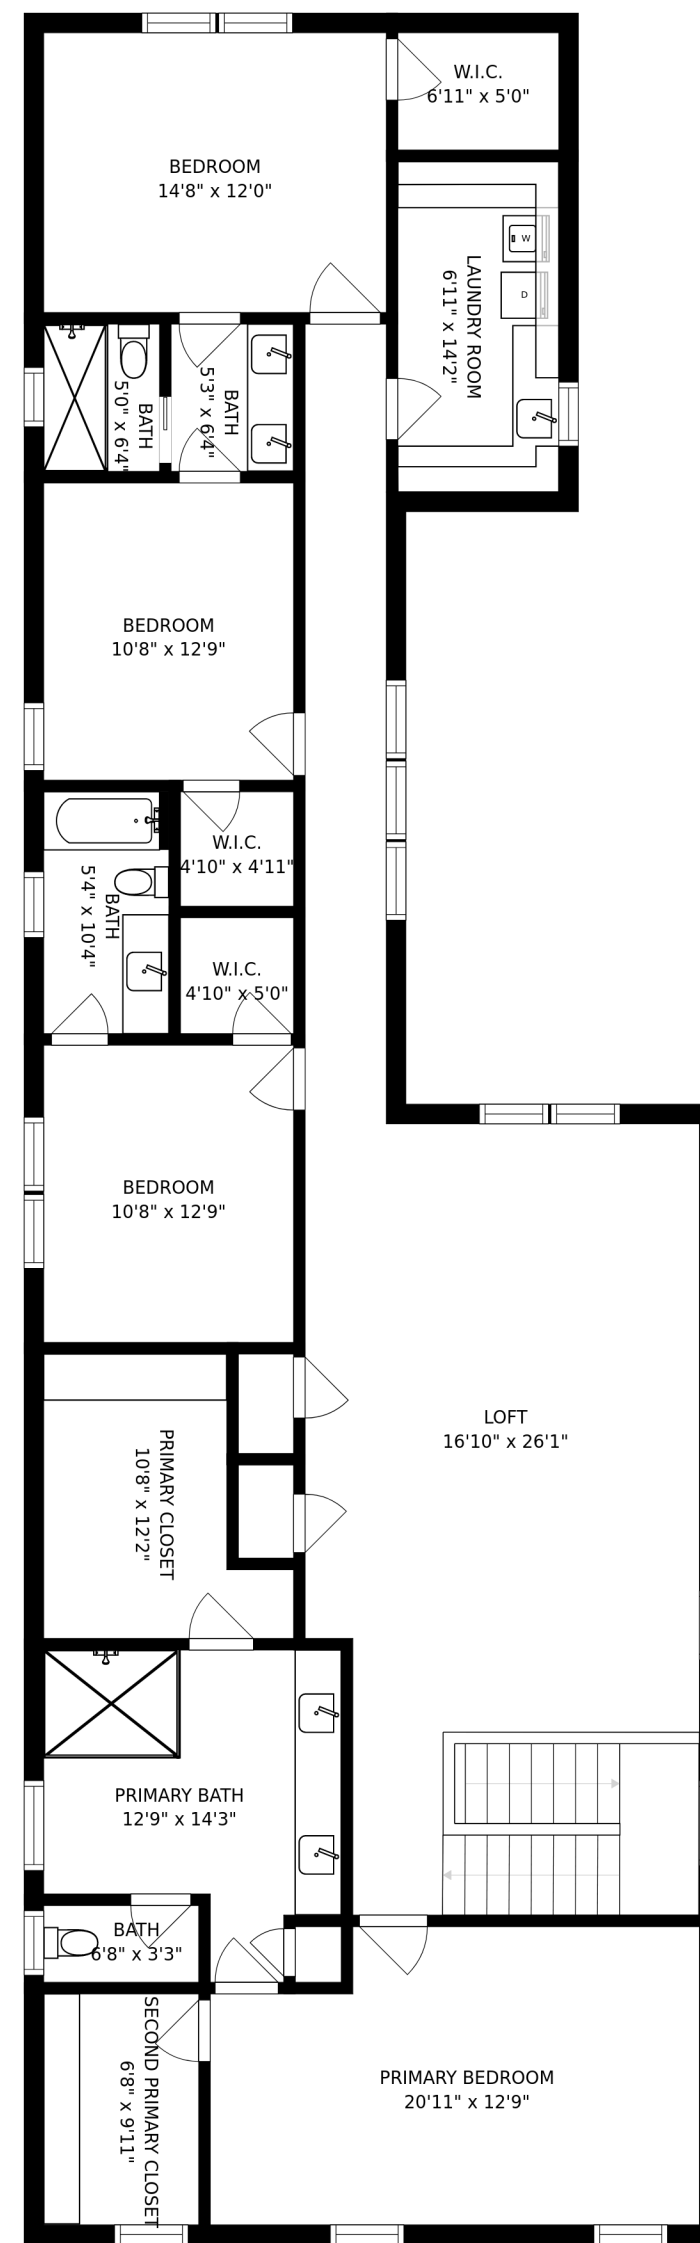 W.I.C.
6'11" x 5'0"
BEDROOM
14'8" x 12'0"
W
D
LAUNDRY ROOM
6'11" x 14'2"
BATH
5'0" x 6'4"
BATH
5'3" x 6'4"
BEDROOM
10'8" x 12'9"
W.I.C.
4'10" x 4'11"
BATH
5'4" x 10'4"
W.I.C.
4'10" x 5'0"
BEDROOM
10'8" x 12'9"
LOFT
16'10" x 26'1"
PRIMARY CLOSET
10'8" x 12'2"
PRIMARY BATH
12'9" x 14'3"
BATH
6'8" x 3'3"
SECOND PRIMARY CLOSET
6'8" x 9'11"
PRIMARY BEDROOM
20'11" x 12'9"